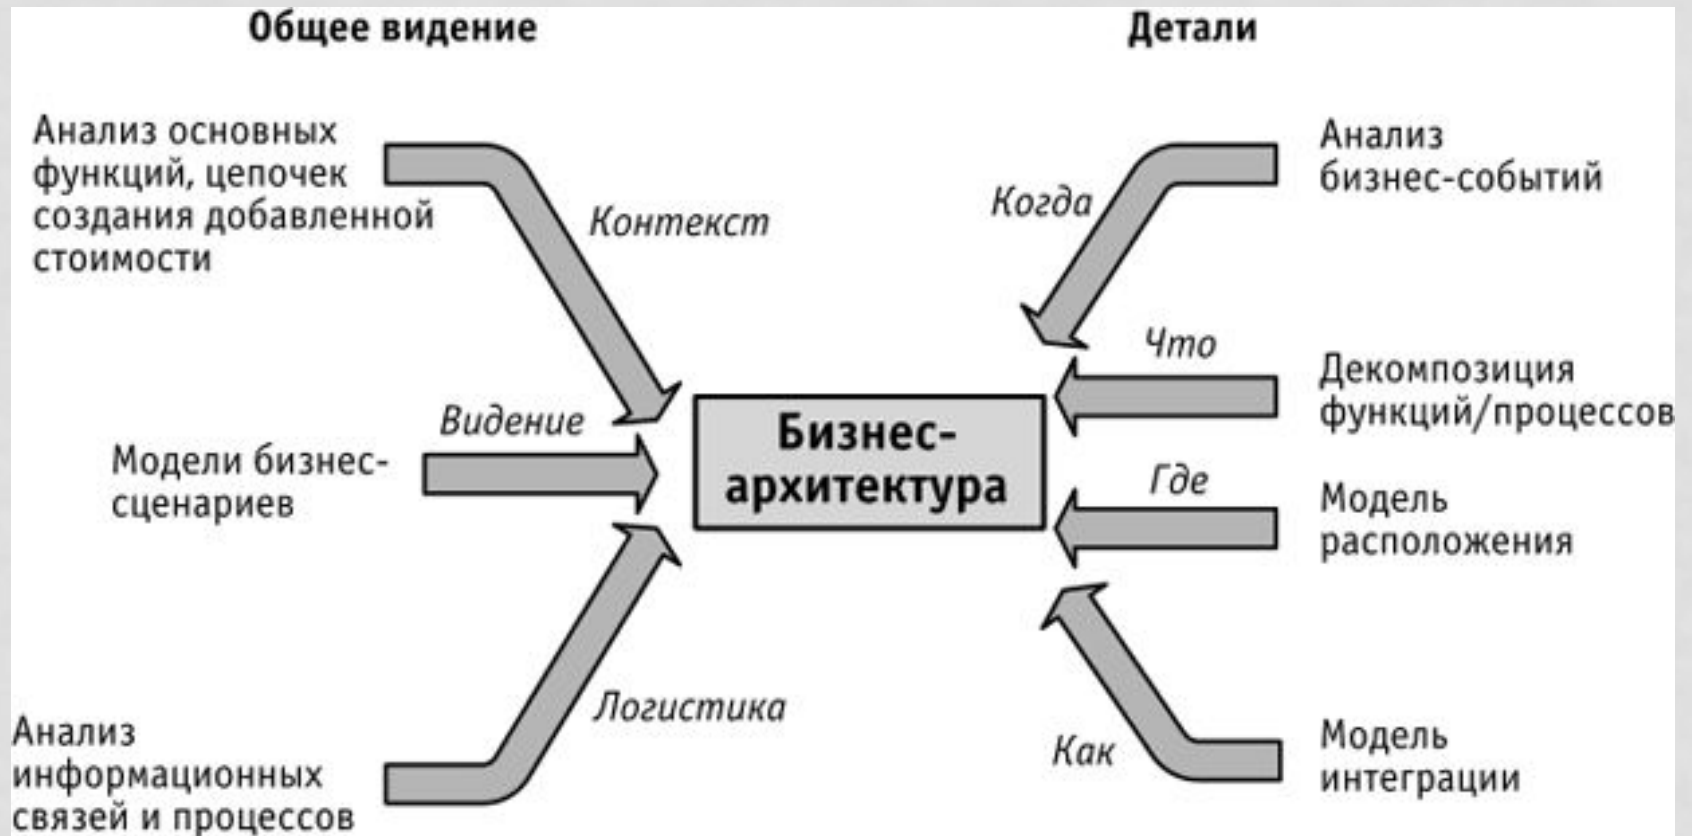 Общее видение
Детали
Анализ основных
функций, цепочек
создания добавленной
стоимости
Контекст
Когда
Анализ
бизнес-событий
Что
Декомпозиция
функций/процессов
Видение
Модели бизнес-
сценариев
Бизнес-
архитектура
Где
Модель
расположения
Логистика
Анализ
информационных
связей и процессов
Как
Модель
интеграции